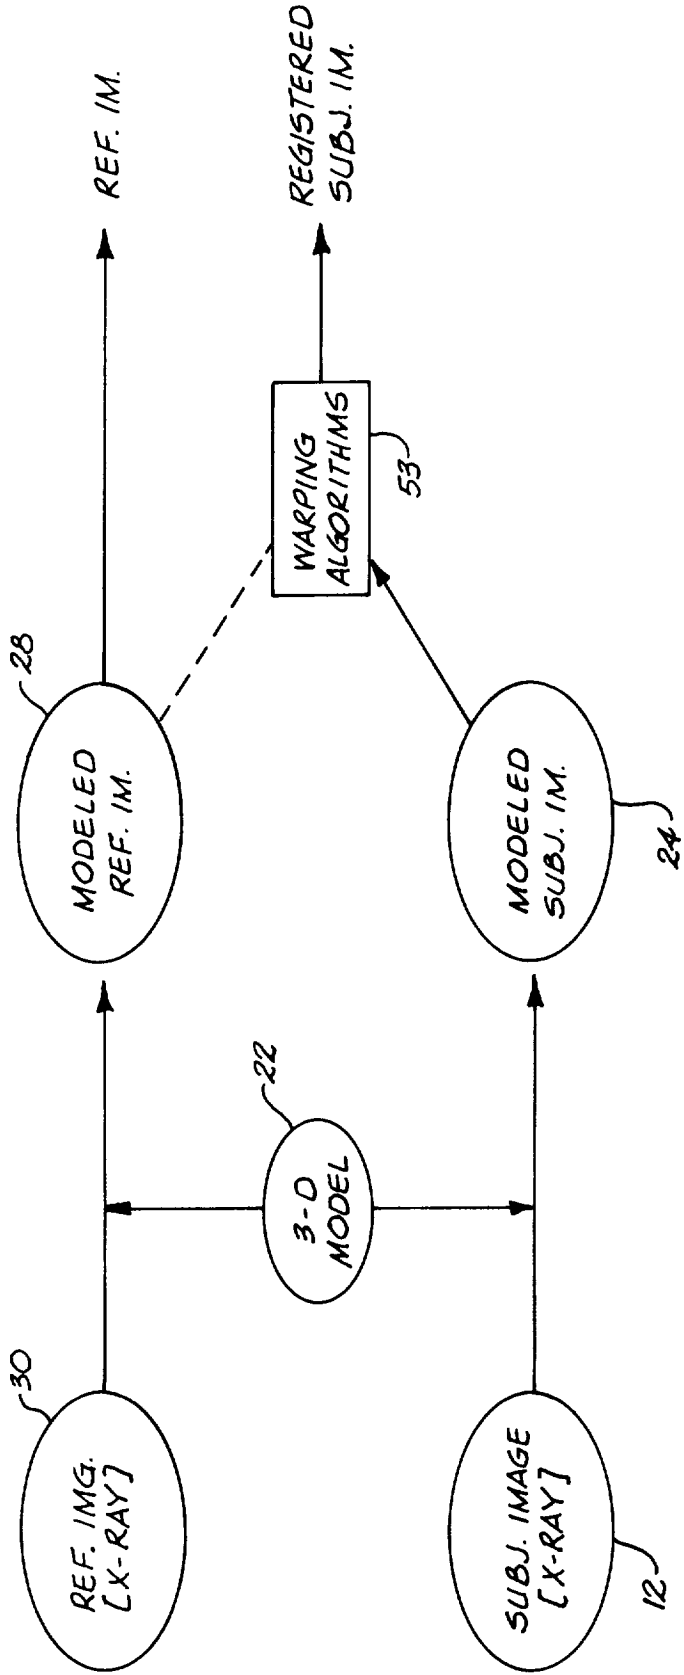 30
REF. IMG.
[X-RAY]
28
MODELED
REF. IM.
REF. IM.
22
3-D
MODEL
WARPING
ALGORITHMS
53
REGISTERED
SUBJ. IM.
SUBJ. IMAGE
[X-RAY]
12
MODELED
SUBJ. IM.
24